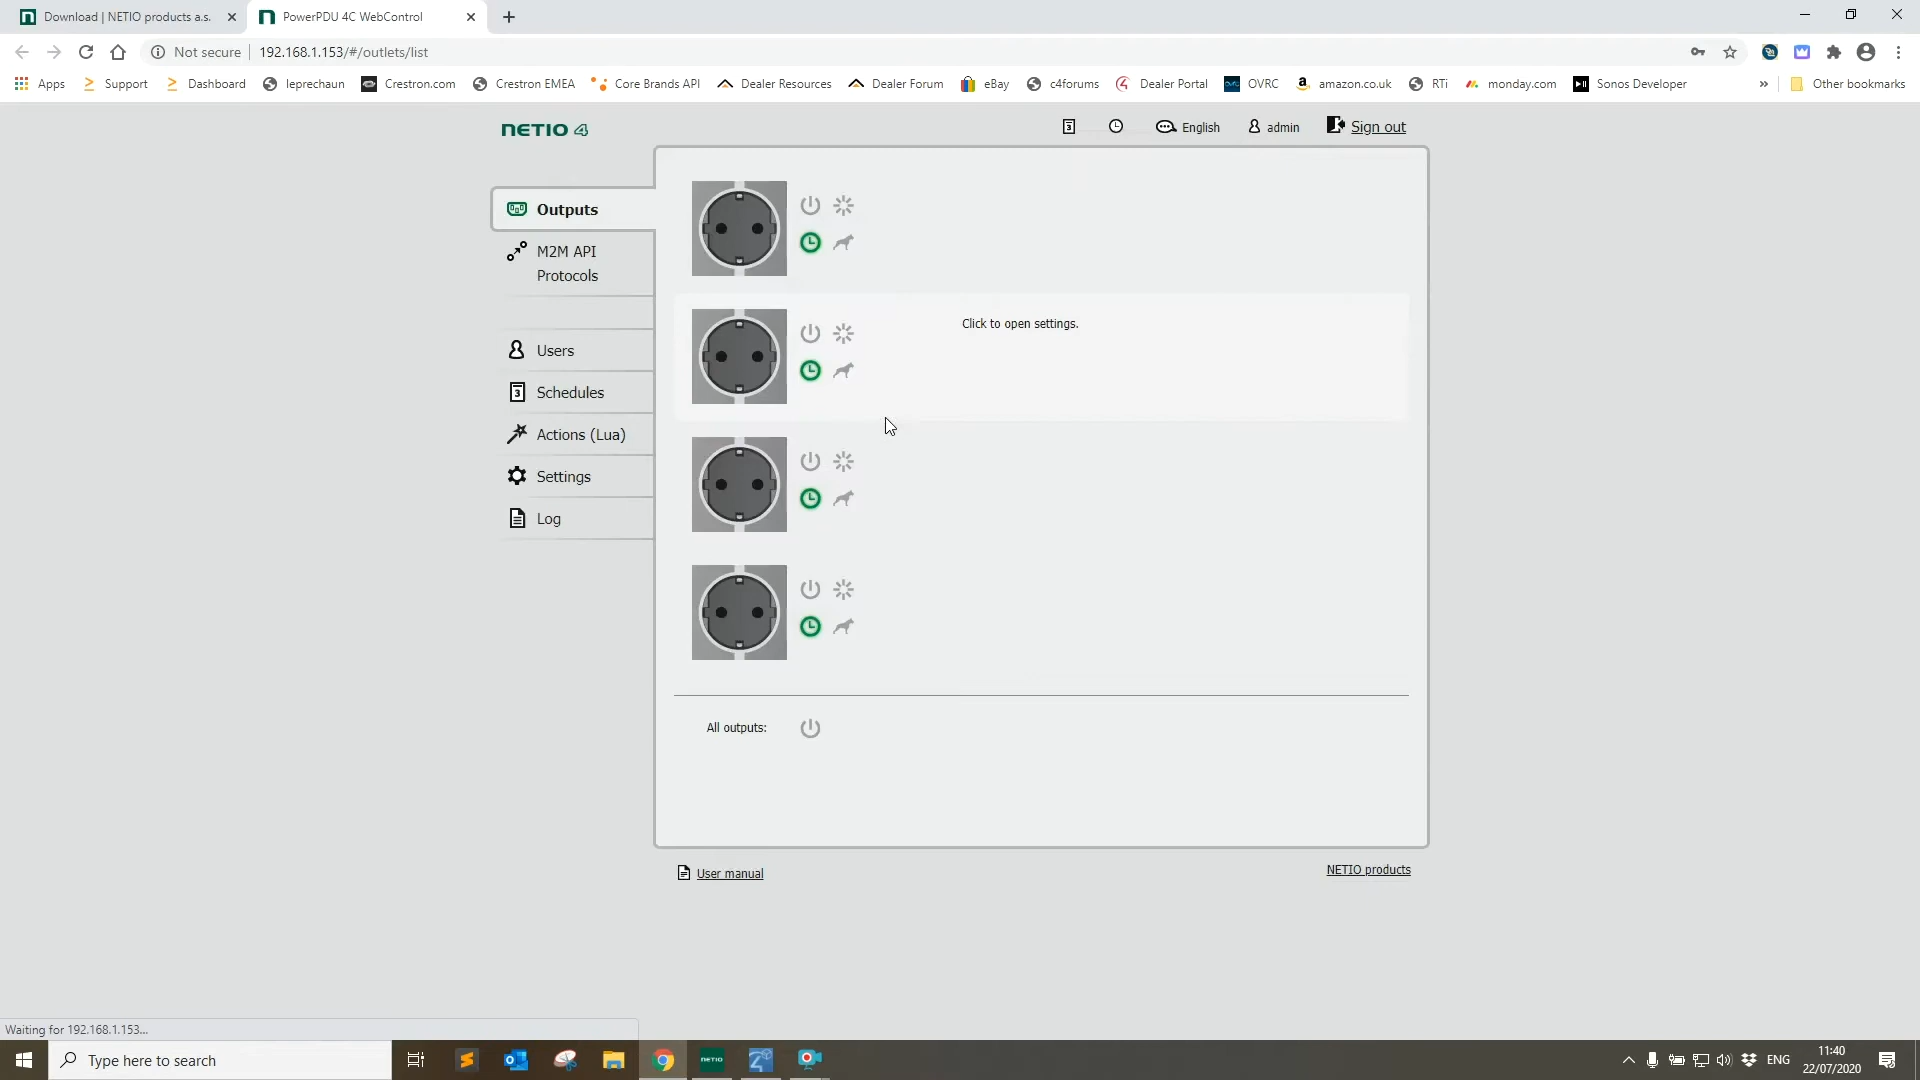 Download | NETIO products a.s.
PowerPDU 4C WebControl
Not secure
192.168.1.153/#/outlets/list
Apps
Support
Dashboard
leprechaun
Crestron.com
Crestron EMEA
Core Brands API
Dealer Resources
Dealer Forum
eBay
c4forums
Dealer Portal
OVRC
amazon.co.uk
RTi
monday.com
Sonos Developer
»
Other bookmarks
NETIO 4
English
admin
Sign out
Outputs
M2M API
Protocols
Users
Schedules
Actions (Lua)
Settings
Log
Click to open settings.
All outputs:
User manual
NETIO products
Waiting for 192.168.1.153...
Type here to search
NETIO
ENG
11:40
22/07/2020